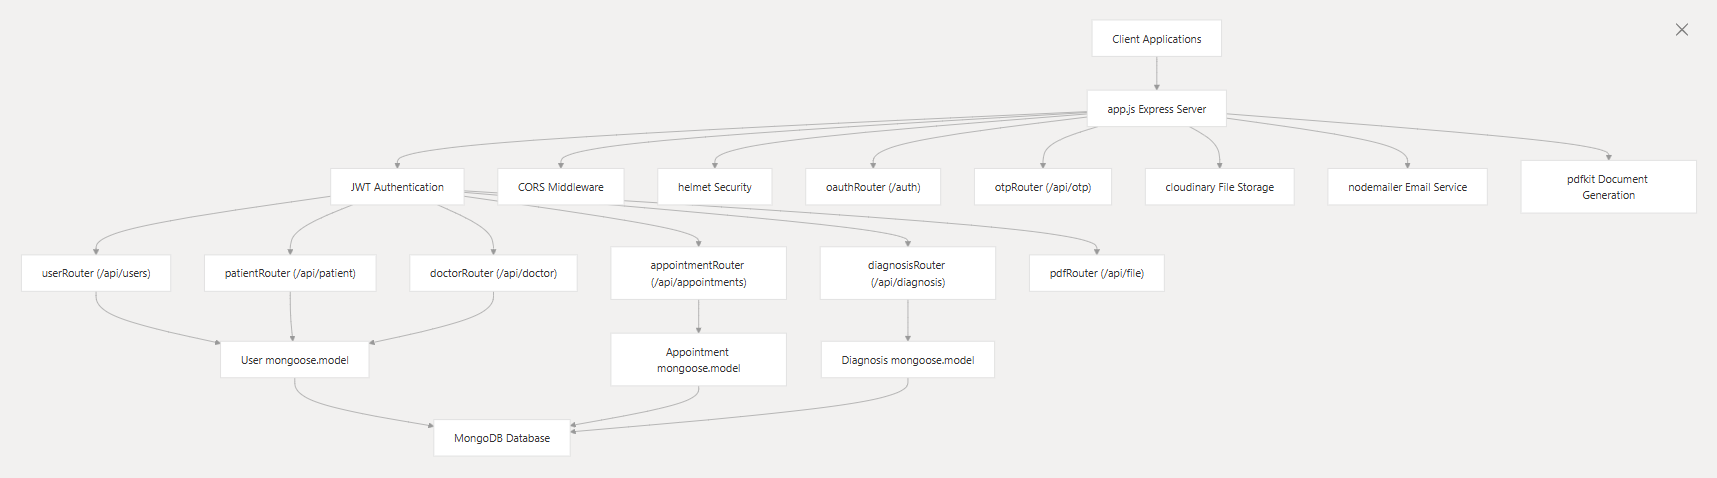 Client Applications
app.js Express Server
JWT Authentication
CORS Middleware
helmet Security
oauthRouter (/auth)
otpRouter (/api/otp)
cloudinary File Storage
nodemailer Email Service
pdfkit Document
Generation
userRouter (/api/users)
patientRouter (/api/patient)
doctorRouter (/api/doctor)
appointmentRouter
(/api/appointments)
diagnosisRouter
(/api/diagnosis)
pdfRouter (/api/file)
User mongoose.model
Appointment
mongoose.model
Diagnosis mongoose.model
MongoDB Database